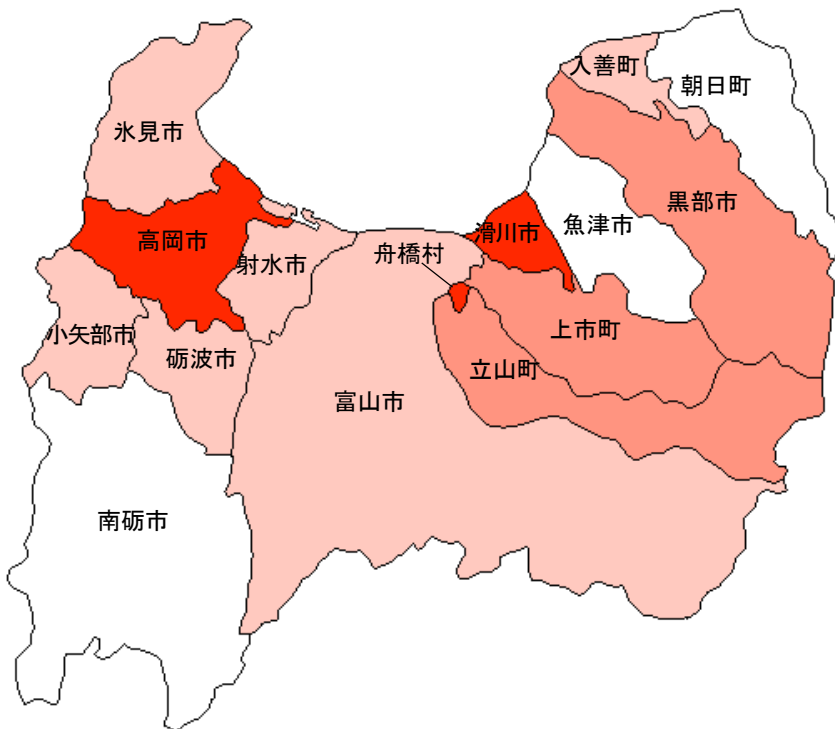 入善町
朝日町
氷見市
黒部市
滑川市
魚津市
高岡市
舟橋村
射水市
上市町
小矢部市
砺波市
立山町
富山市
南砺市